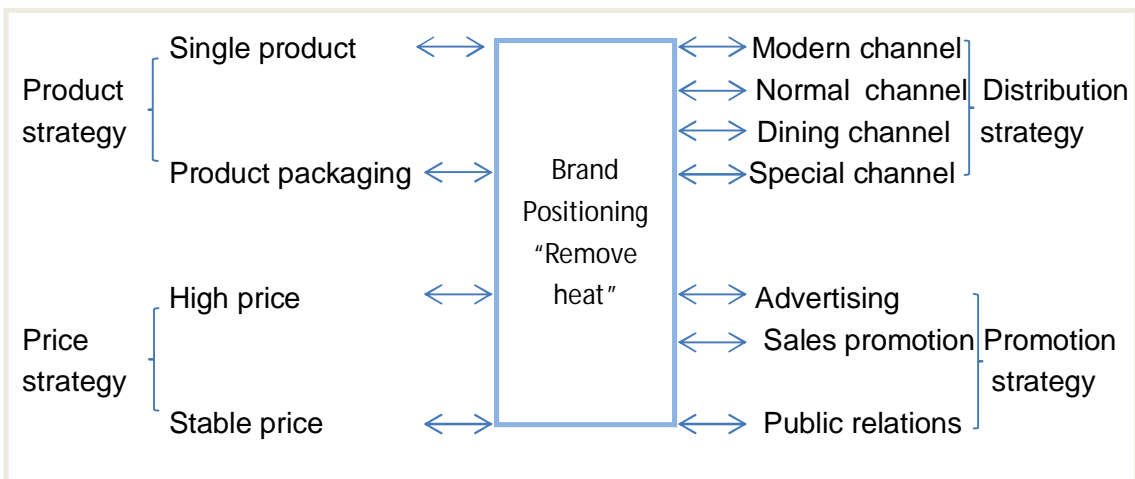 Single product
Product
strategy
Product packaging
High price
Price
strategy
Stable price
Brand
Positioning
“Remove
heat”
Modern channel
Normal channel
Dining channel
Special channel
Distribution
strategy
Advertising
Sales promotion
Public relations
Promotion
strategy